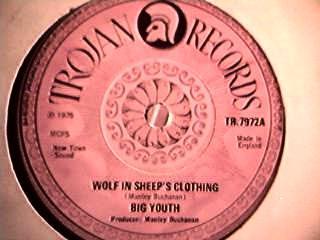 TROJAN RECORDS
℗ 1976
MCPS
New Town
Sound
TR.7972A
Made in
England
WOLF IN SHEEP'S CLOTHING
(Manley Buchanan)
BIG YOUTH
Producer: Manley Buchanan